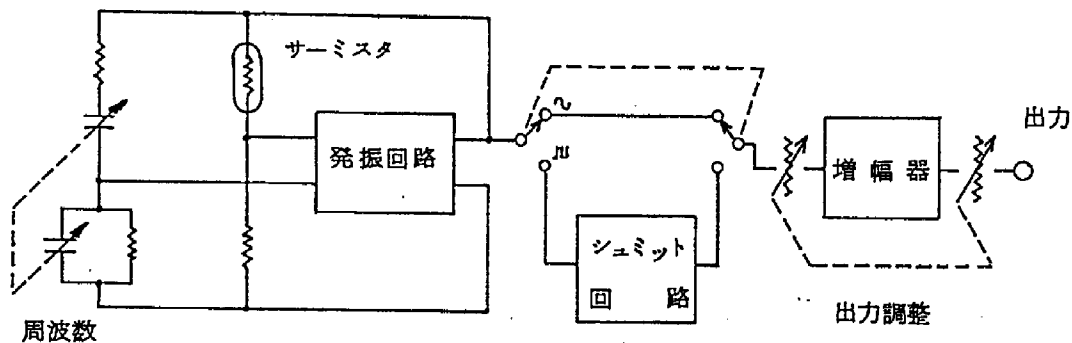 サーミスタ
発振回路
シュミット
回路
増幅器
出力
周波数
出力調整